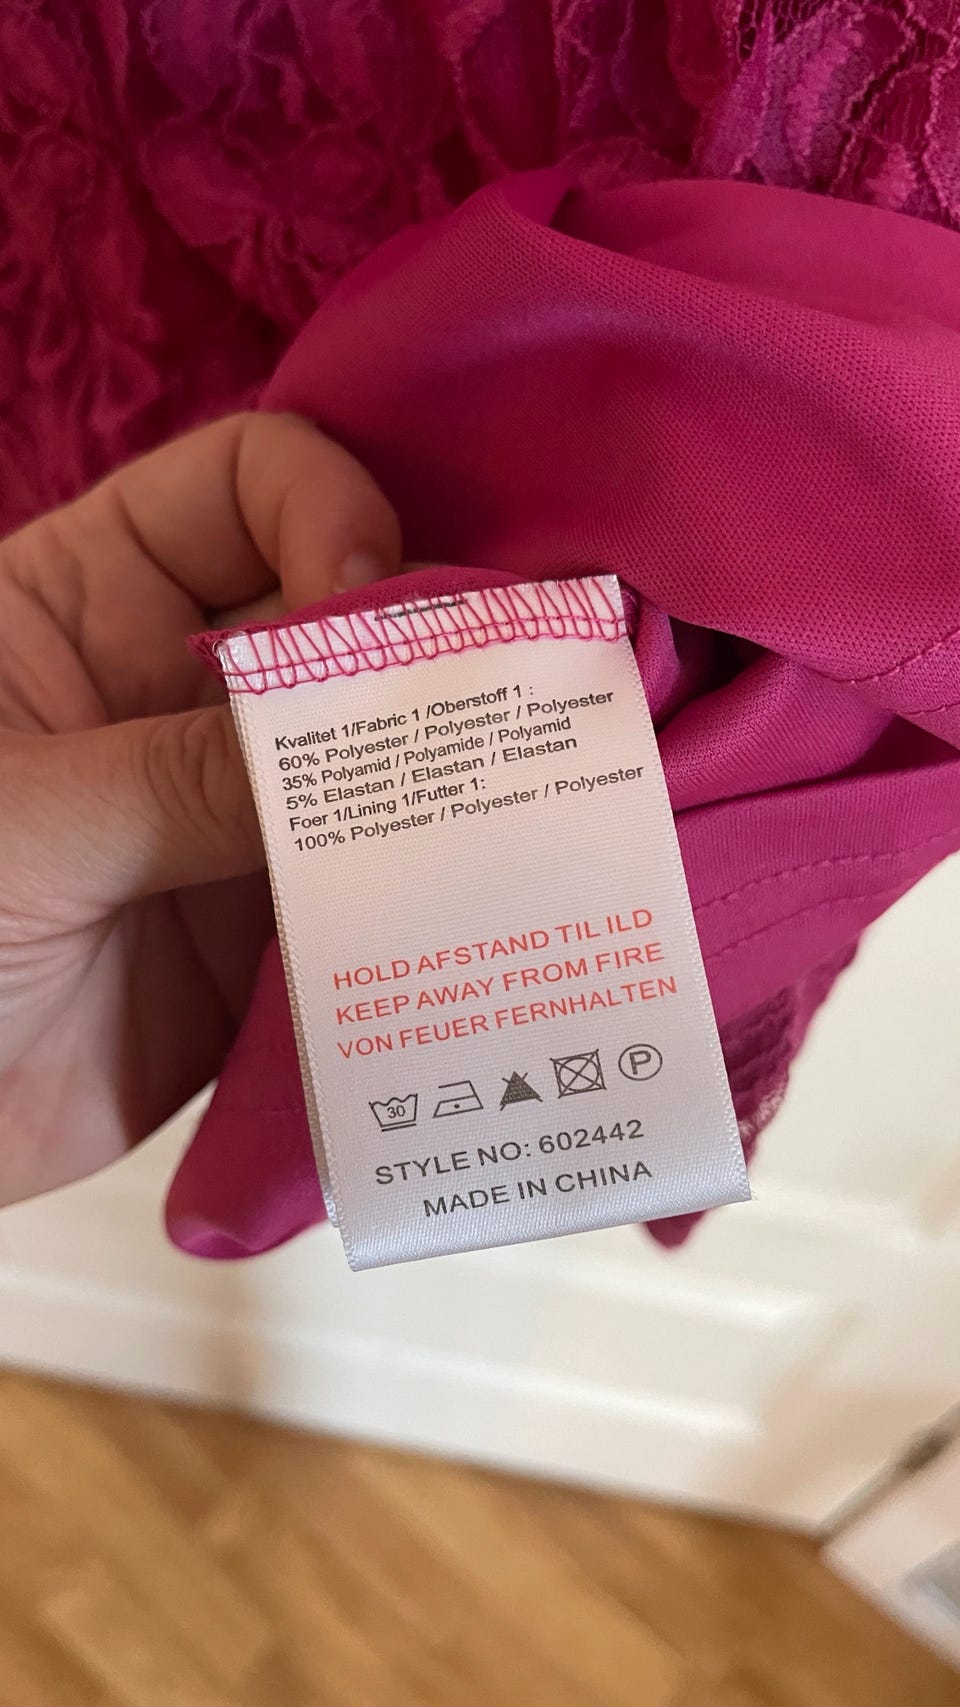 Kvalitet 1/Fabric 1 /Oberstoff 1 :
60% Polyester / Polyester / Polyester
35% Polyamid / Polyamide / Polyamid
5% Elastan / Elastan / Elastan
Foer 1/Lining 1/Futter 1:
100% Polyester / Polyester / Polyester
HOLD AFSTAND TIL ILD
KEEP AWAY FROM FIRE
VON FEUER FERNHALTEN
30 P
STYLE NO: 602442
MADE IN CHINA